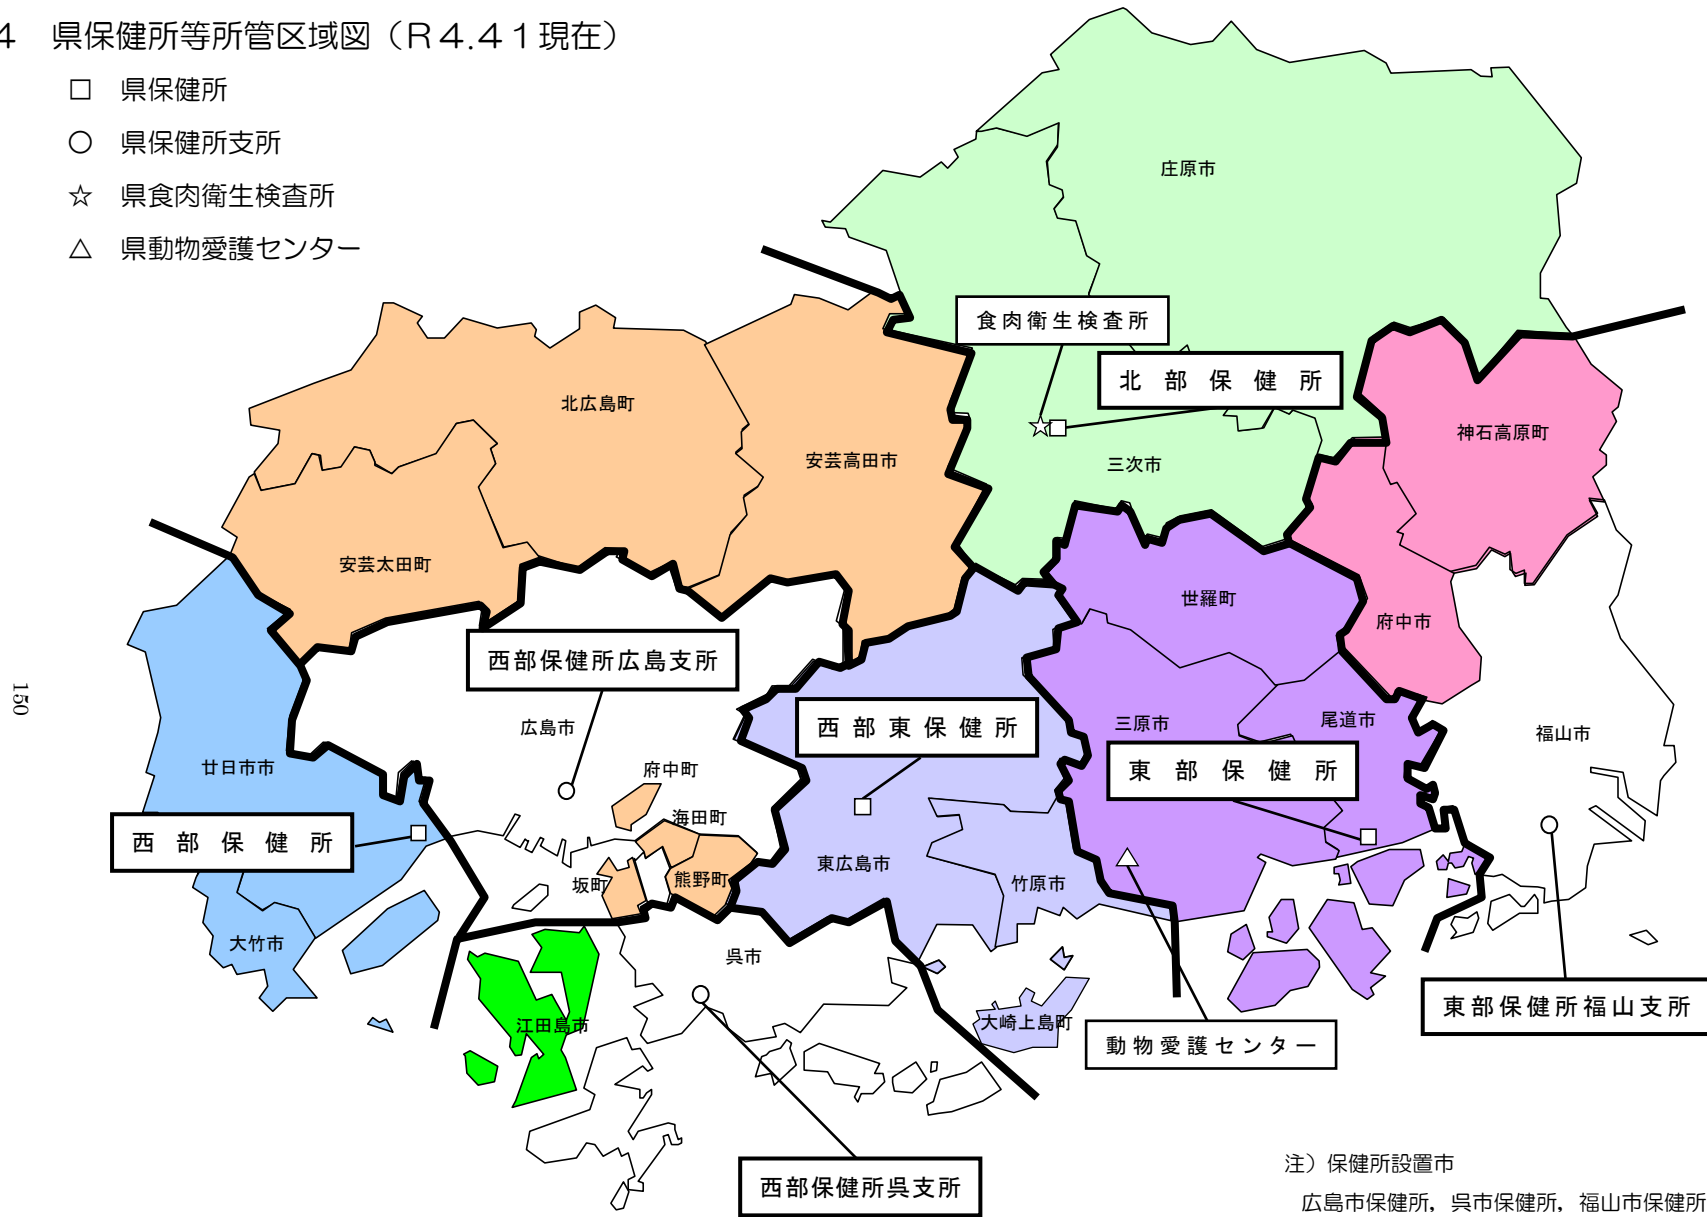 4　県保健所等所管区域図（R４.４１現在）
□　県保健所
○　県保健所支所
☆　県食肉衛生検査所
△　県動物愛護センター
庄原市
食肉衛生検査所
北部保健所
北広島町
神石高原町
安芸高田市
三次市
安芸太田町
世羅町
府中市
西部保健所広島支所
150
広島市
西部東保健所
三原市
尾道市
福山市
廿日市市
府中町
東部保健所
海田町
西部保健所
東広島市
坂町
熊野町
竹原市
大竹市
呉市
東部保健所福山支所
江田島市
大崎上島町
動物愛護センター
注）保健所設置市
西部保健所呉支所
広島市保健所，呉市保健所，福山市保健所